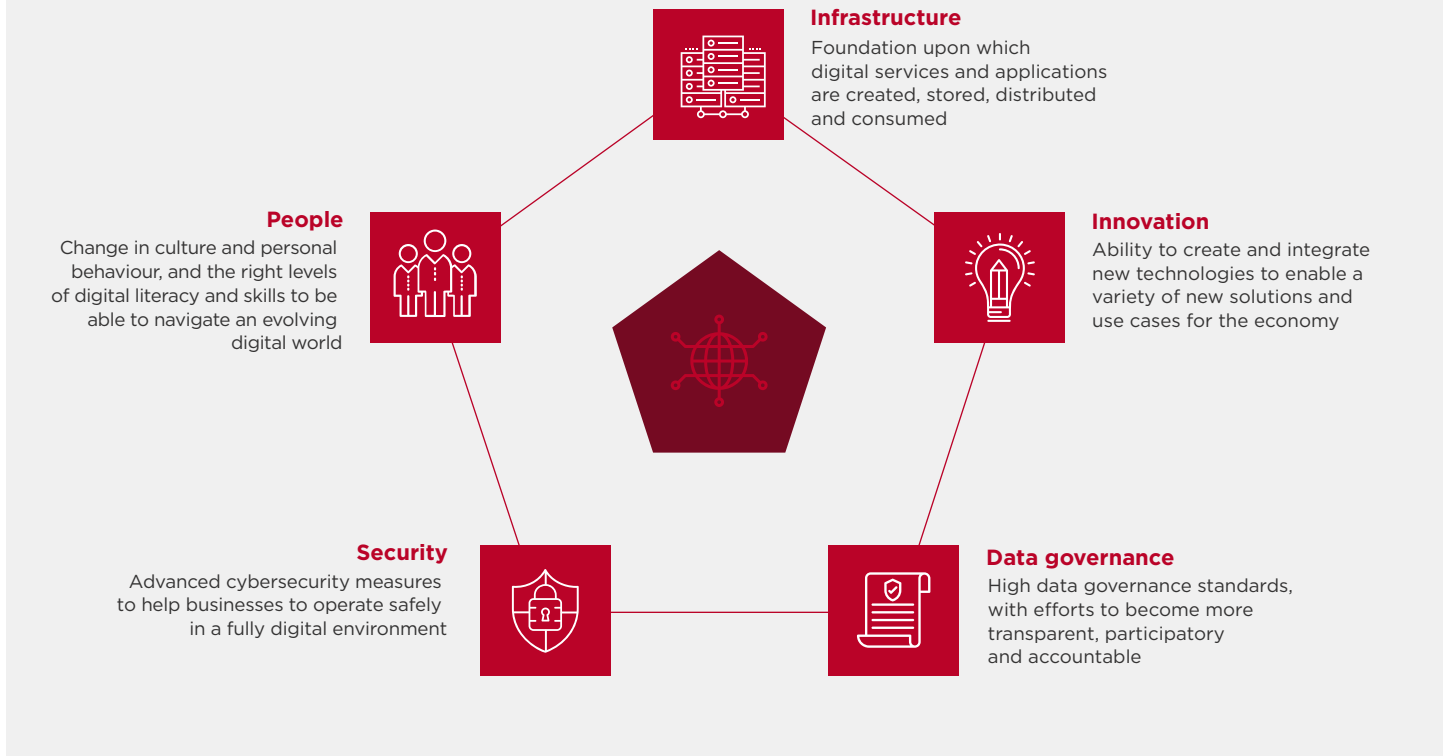 Infrastructure
Foundation upon which
digital services and applications
are created, stored, distributed
and consumed
People
Change in culture and personal
behaviour, and the right levels
of digital literacy and skills to be
able to navigate an evolving
digital world
Innovation
Ability to create and integrate
new technologies to enable a
variety of new solutions and
use cases for the economy
Security
Advanced cybersecurity measures
to help businesses to operate safely
in a fully digital environment
Data governance
High data governance standards,
with efforts to become more
transparent, participatory
and accountable